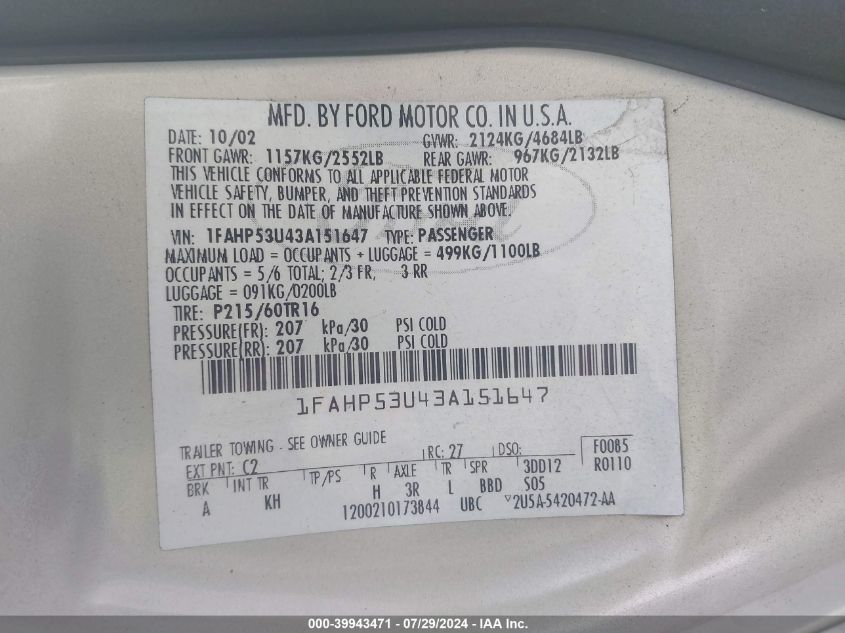 MFD. BY FORD MOTOR CO. IN U.S.A.
DATE: 10/02 GVWR: 2124KG/4684LB
FRONT GAWR: 1157KG/2552LB REAR GAWR: 967KG/2132LB
THIS VEHICLE CONFORMS TO ALL APPLICABLE FEDERAL MOTOR
VEHICLE SAFETY, BUMPER, AND THEFT PREVENTION STANDARDS
IN EFFECT ON THE DATE OF MANUFACTURE SHOWN ABOVE.
VIN: 1FAHP53U43A151647 TYPE: PASSENGER
MAXIMUM LOAD = OCCUPANTS + LUGGAGE = 499KG/1100LB
OCCUPANTS = 5/6 TOTAL; 2/3 FR, 3 RR
LUGGAGE = 091KG/0200LB
TIRE: P215/60TR16
PRESSURE(FR): 207 kPa/30 PSI COLD
PRESSURE(RR): 207 kPa/30 PSI COLD
1FAHP53U43A151647
TRAILER TOWING - SEE OWNER GUIDE
EXT PNT: C2 RC: 27 DSO: F0085
BRK INT TR TP/PS R AXLE TR SPR 3DD12 R0110
A KH H 3R L BBD S05
1200210173844 UBC V2U5A-5420472-AA
000-39943471 - 07/29/2024 - IAA Inc.